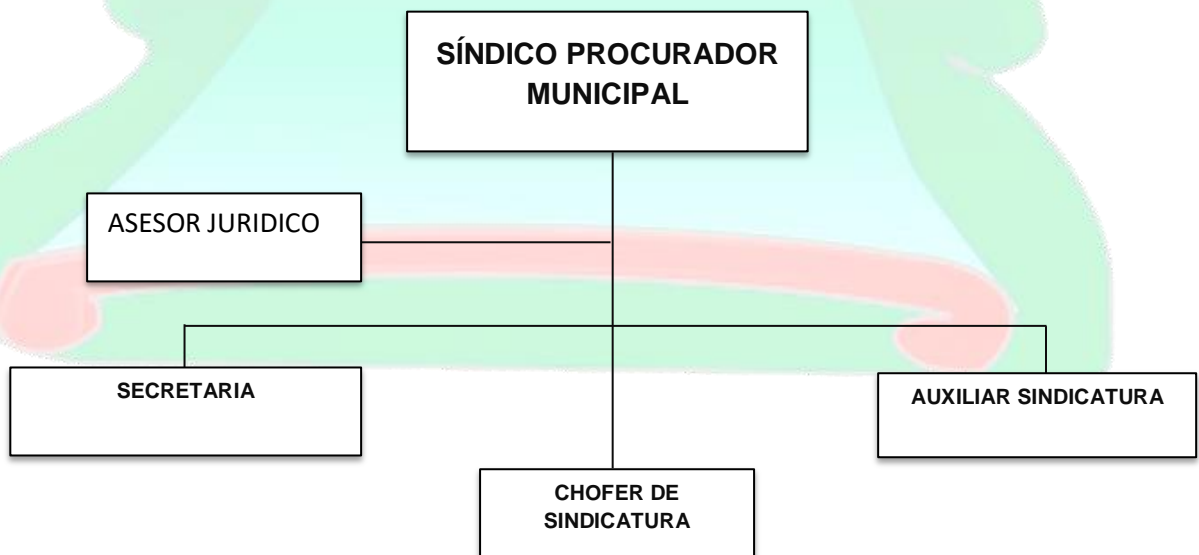 SÍNDICO PROCURADOR
MUNICIPAL
ASESOR JURIDICO
SECRETARIA
AUXILIAR SINDICATURA
CHOFER DE
SINDICATURA